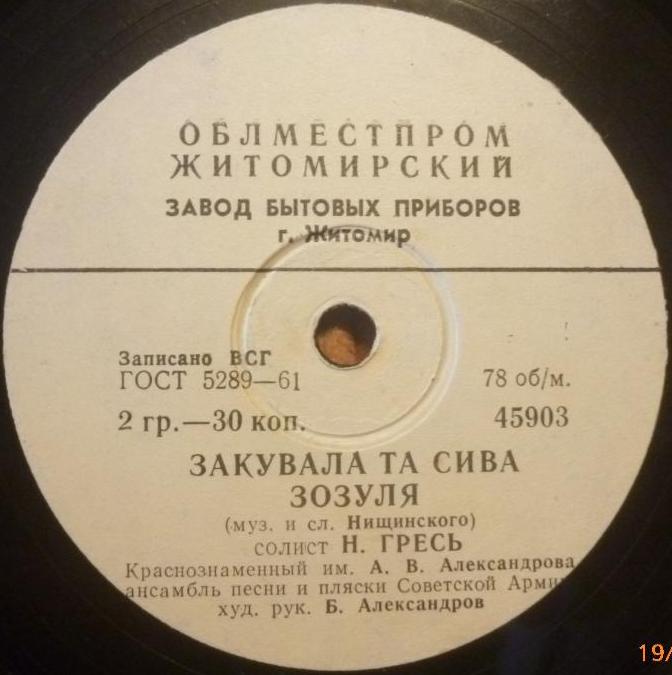 ОБЛМЕСТПРОМ
ЖИТОМИРСКИЙ
ЗАВОД БЫТОВЫХ ПРИБОРОВ
г. Житомир
Записано ВСГ
ГОСТ 5289—61
78 об/м.
2 гр.—30 коп.
45903
ЗАКУВАЛА ТА СИВА
ЗОЗУЛЯ
(муз. и сл. Нищинского)
солист Н. ГРЕСЬ
Краснознаменный им. А. В. Александрова
ансамбль песни и пляски Советской Армии
худ. рук. Б. Александров
19/